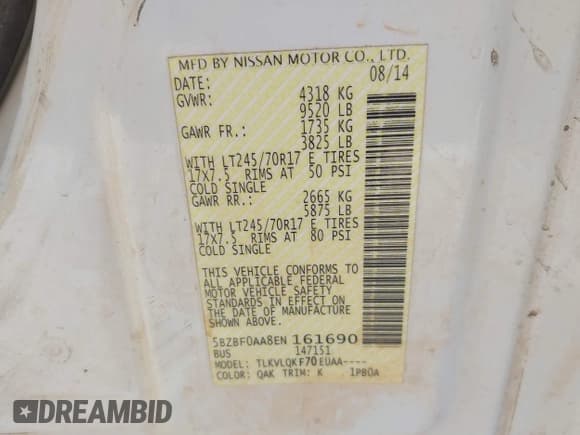 MFD BY NISSAN MOTOR CO., LTD.
DATE: 08/14
GVWR: 4318 KG
9520 LB
GAWR FR.: 1735 KG
3825 LB
WITH LT245/70R17 E TIRES
17X7.5 RIMS AT 50 PSI
COLD SINGLE
GAWR RR.: 2665 KG
5875 LB
WITH LT245/70R17 E TIRES
17X7.5 RIMS AT 80 PSI
COLD SINGLE
THIS VEHICLE CONFORMS TO
ALL APPLICABLE FEDERAL
MOTOR VEHICLE SAFETY
STANDARDS IN EFFECT ON
THE DATE OF MANUFACTURE
SHOWN ABOVE.
5BZBF0AA8EN161690
BUS 147151
MODEL: TLKVLQKF70EUAA----
COLOR: QAK TRIM: K 1PB0A
DREAMBID